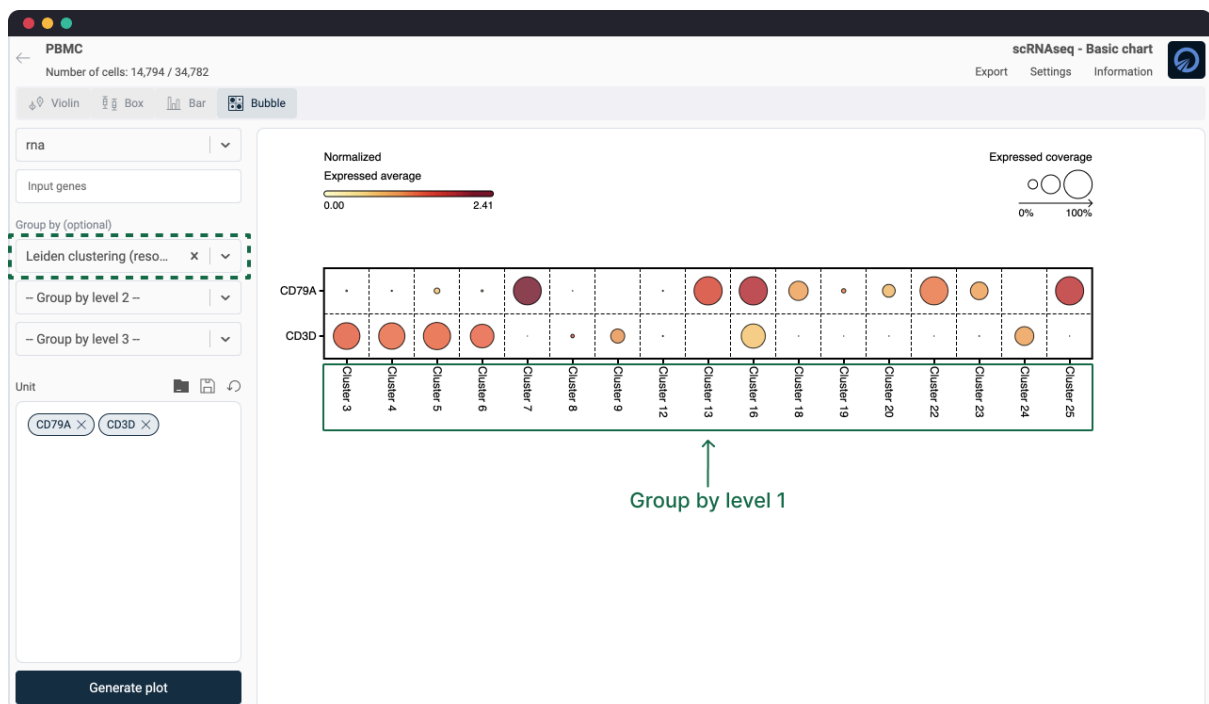 PBMC
Number of cells: 14,794 / 34,782
scRNAseq - Basic chart
Export Settings Information
Violin Box Bar Bubble
rna
Input genes
Group by (optional)
Leiden clustering (reso...
-- Group by level 2 --
-- Group by level 3 --
Unit
CD79A CD3D
Generate plot
Normalized
Expressed average
0.00 2.41
Expressed coverage
0% 100%
CD79A
CD3D
Cluster 3
Cluster 4
Cluster 5
Cluster 6
Cluster 7
Cluster 8
Cluster 9
Cluster 12
Cluster 13
Cluster 16
Cluster 18
Cluster 19
Cluster 20
Cluster 22
Cluster 23
Cluster 24
Cluster 25
Group by level 1